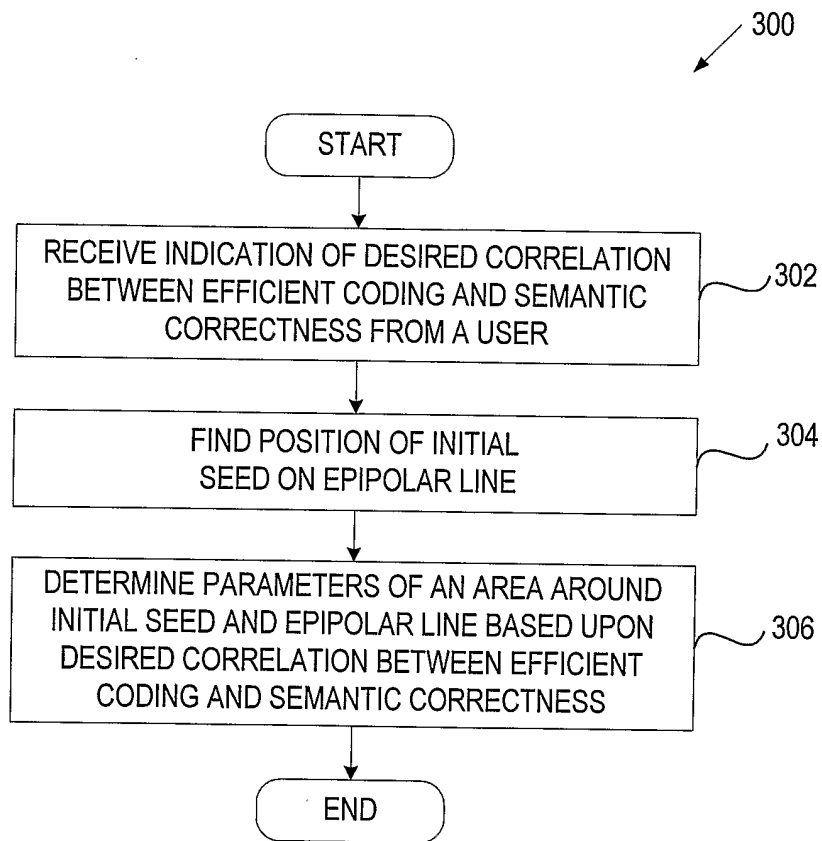 300
START
RECEIVE INDICATION OF DESIRED CORRELATION
BETWEEN EFFICIENT CODING AND SEMANTIC
CORRECTNESS FROM A USER
302
FIND POSITION OF INITIAL
SEED ON EPIPOLAR LINE
304
DETERMINE PARAMETERS OF AN AREA AROUND
INITIAL SEED AND EPIPOLAR LINE BASED UPON
DESIRED CORRELATION BETWEEN EFFICIENT
CODING AND SEMANTIC CORRECTNESS
306
END